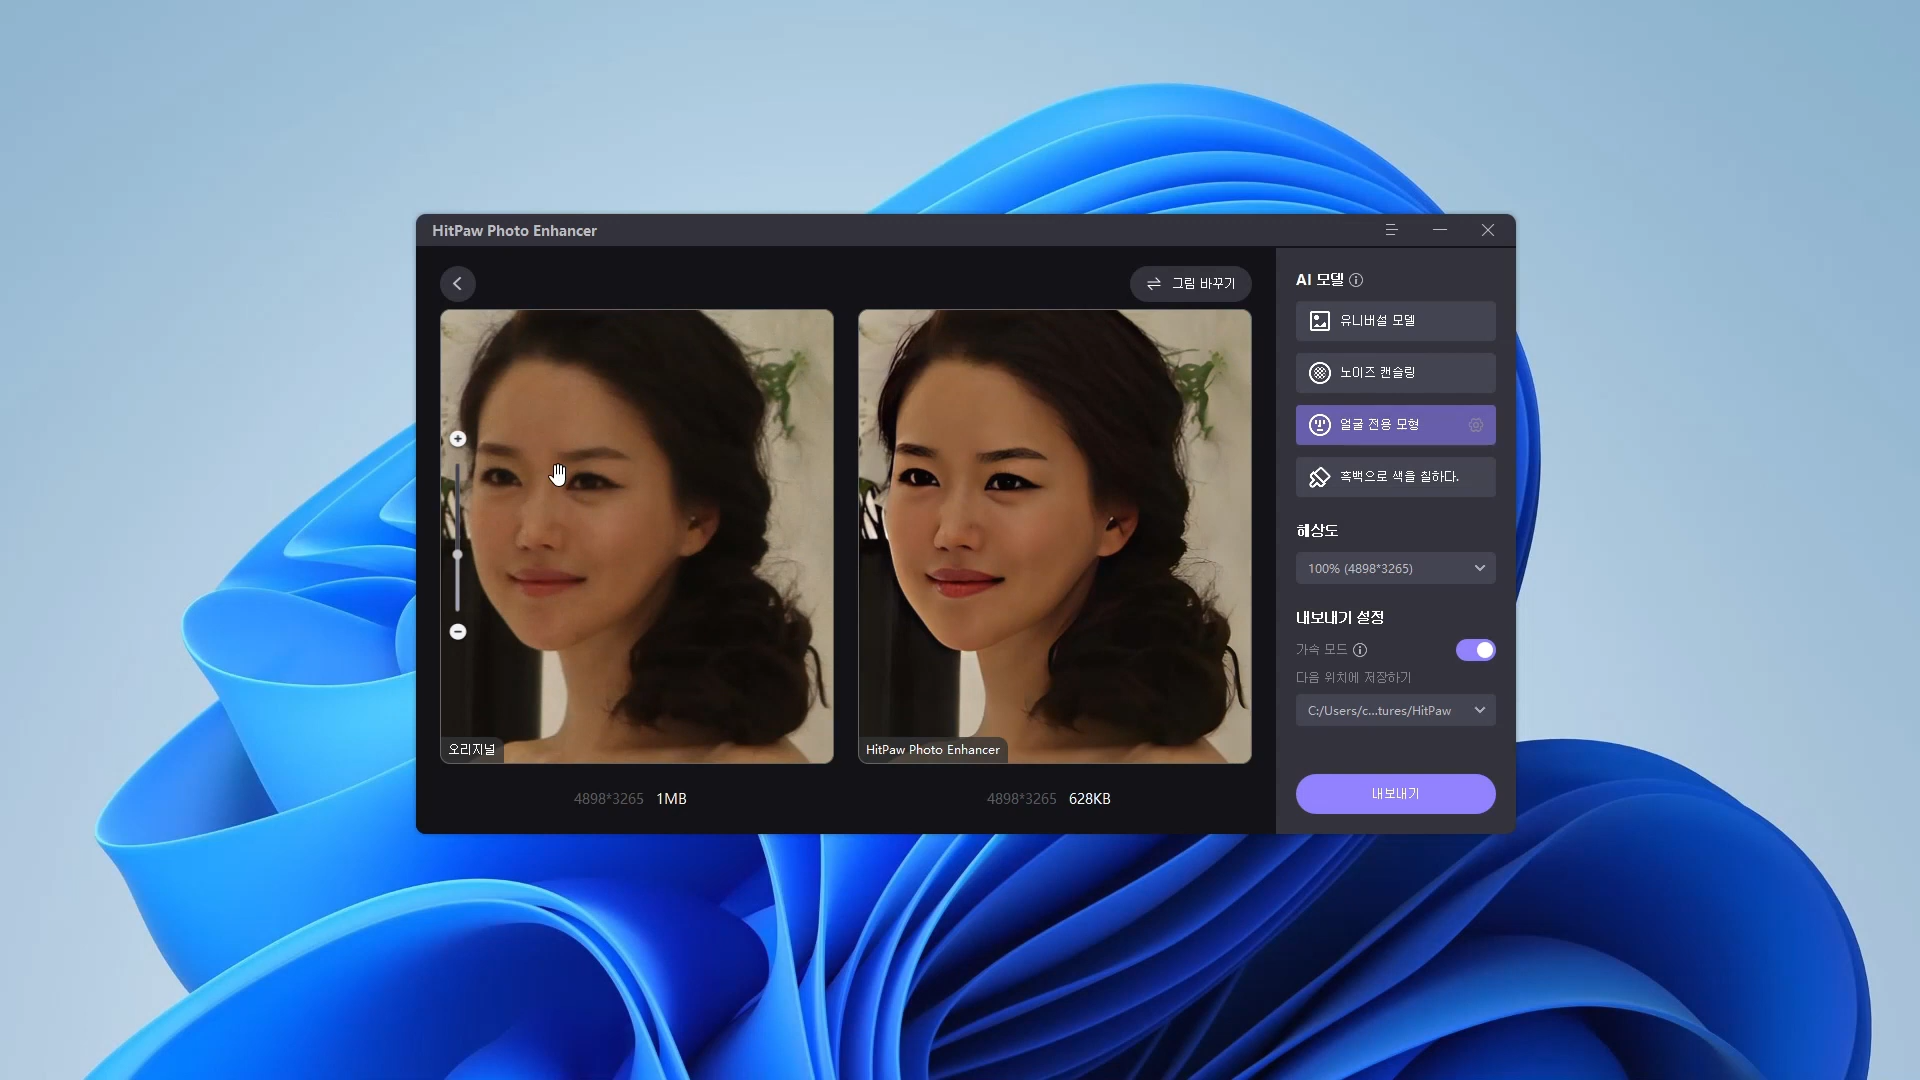 HitPaw Photo Enhancer
그림 바꾸기
오리지널
HitPaw Photo Enhancer
4898*3265 1MB
4898*3265 628KB
AI 모델
유니버설 모델
노이즈 캔슬링
얼굴 전용 모형
흑백으로 색을 칠하다.
해상도
100% (4898*3265)
내보내기 설정
가속 모드
다음 위치에 저장하기
C:/Users/c...tures/HitPaw
내보내기